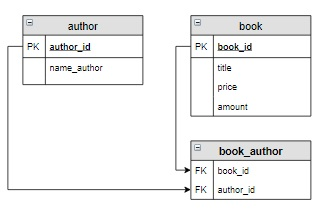 author
PK author_id
name_author
book
PK book_id
title
price
amount
book_author
FK book_id
FK author_id